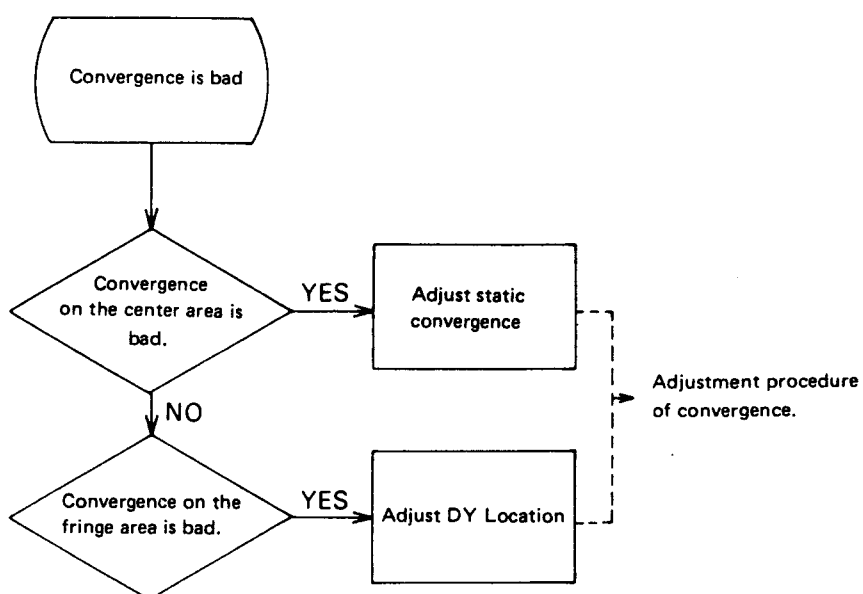 Convergence is bad
Convergence
on the center area is
bad.
YES
Adjust static
convergence
Adjustment procedure
of convergence.
NO
Convergence on the
fringe area is bad.
YES
Adjust DY Location